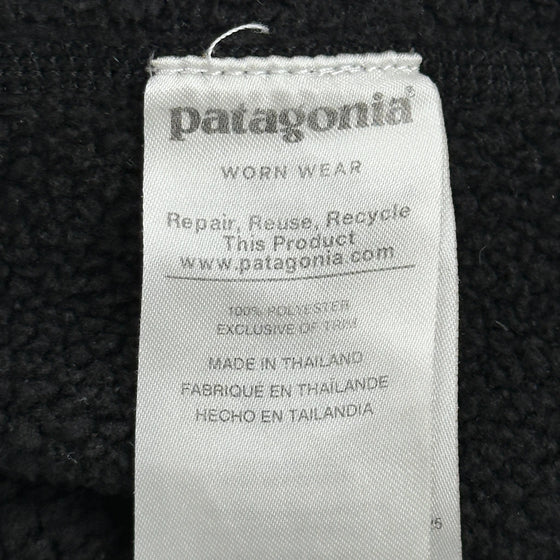 patagonia®
WORN WEAR
Repair, Reuse, Recycle
This Product
www.patagonia.com
100% POLYESTER
EXCLUSIVE OF TRIM
MADE IN THAILAND
FABRIQUÉ EN THAÏLANDE
HECHO EN TAILANDIA